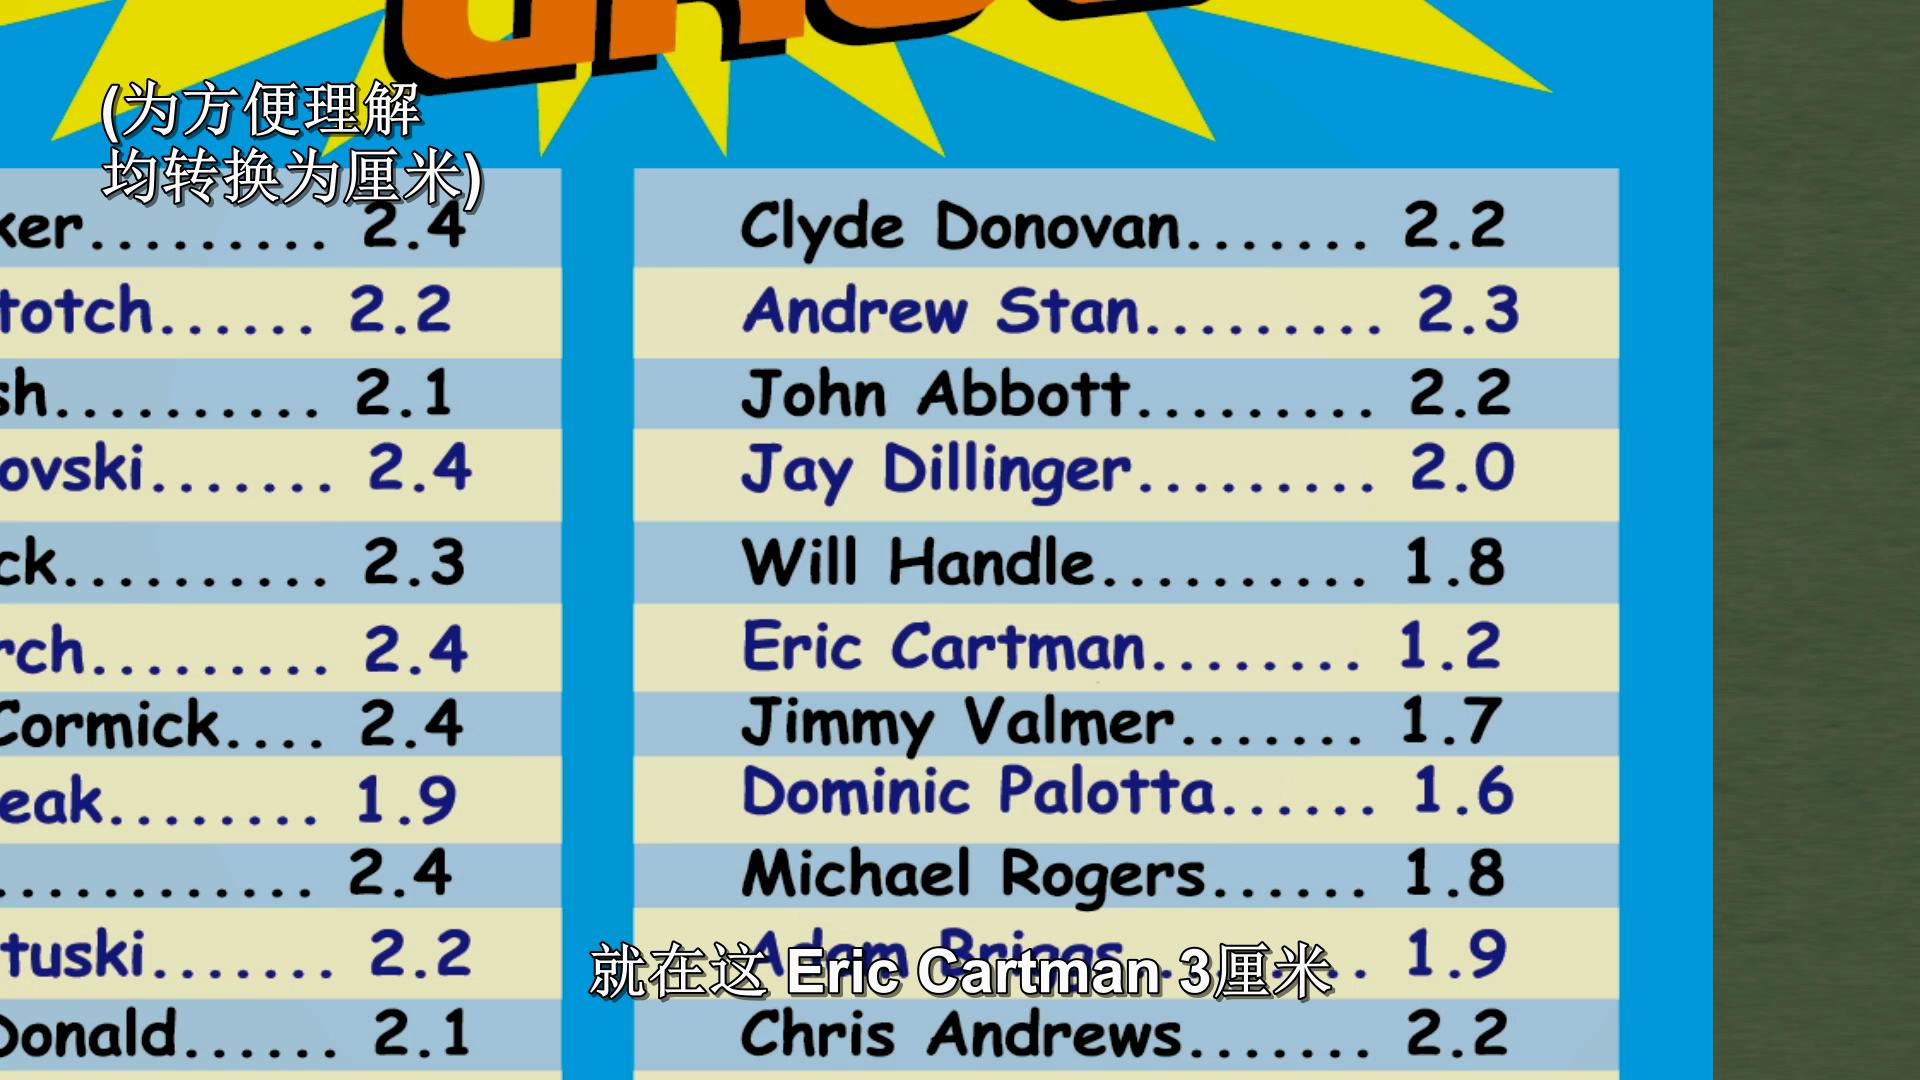 (为方便理解
均转换为厘米)
ker......... 2.4
totch...... 2.2
sh.......... 2.1
ovski....... 2.4
ck.......... 2.3
rch......... 2.4
Cormick.... 2.4
eak........ 1.9
............ 2.4
tuski....... 2.2
Donald...... 2.1
Clyde Donovan....... 2.2
Andrew Stan......... 2.3
John Abbott......... 2.2
Jay Dillinger......... 2.0
Will Handle.......... 1.8
Eric Cartman........ 1.2
Jimmy Valmer....... 1.7
Dominic Palotta...... 1.6
Michael Rogers...... 1.8
Adam Briggs........ 1.9
Chris Andrews....... 2.2
就在这 Eric Cartman 3厘米